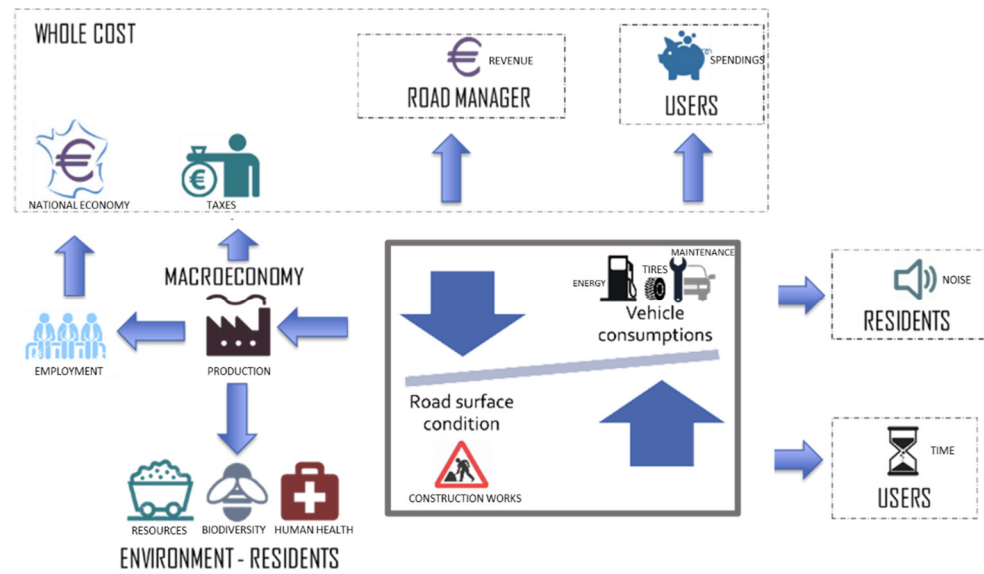 WHOLE COST
REVENUE
ROAD MANAGER
SPENDINGS
USERS
NATIONAL ECONOMY
TAXES
MACROECONOMY
EMPLOYMENT
PRODUCTION
ENERGY
TIRES
MAINTENANCE
Vehicle
consumptions
Road surface
condition
CONSTRUCTION WORKS
NOISE
RESIDENTS
TIME
USERS
RESOURCES
BIODIVERSITY
HUMAN HEALTH
ENVIRONMENT - RESIDENTS